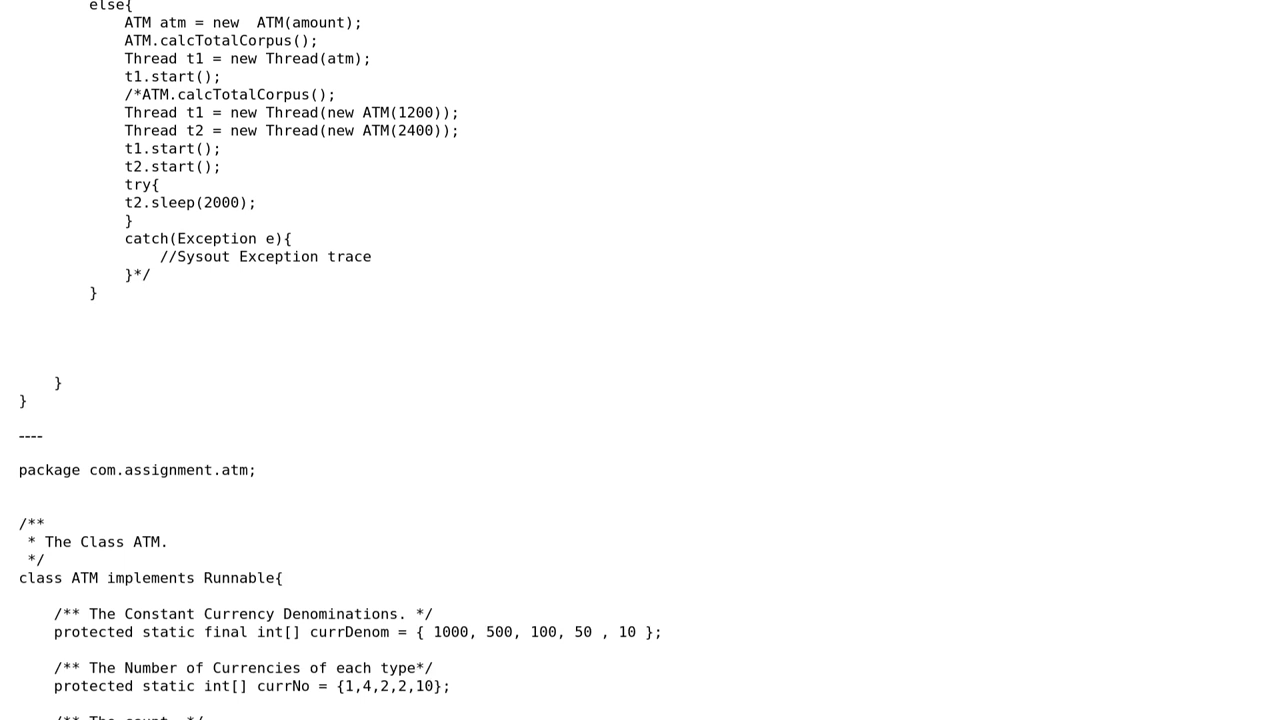 else{
            ATM atm = new  ATM(amount);
            ATM.calcTotalCorpus();
            Thread t1 = new Thread(atm);
            t1.start();
            /*ATM.calcTotalCorpus();
            Thread t1 = new Thread(new ATM(1200));
            Thread t2 = new Thread(new ATM(2400));
            t1.start();
            t2.start();
            try{
            t2.sleep(2000);
            }
            catch(Exception e){
                //Sysout Exception trace
            }*/
        }
    }
}
----
package com.assignment.atm;
/**
 * The Class ATM.
 */
class ATM implements Runnable{
    /** The Constant Currency Denominations. */
    protected static final int[] currDenom = { 1000, 500, 100, 50 , 10 };
    /** The Number of Currencies of each type*/
    protected static int[] currNo = {1,4,2,2,10};
    /** The count. */